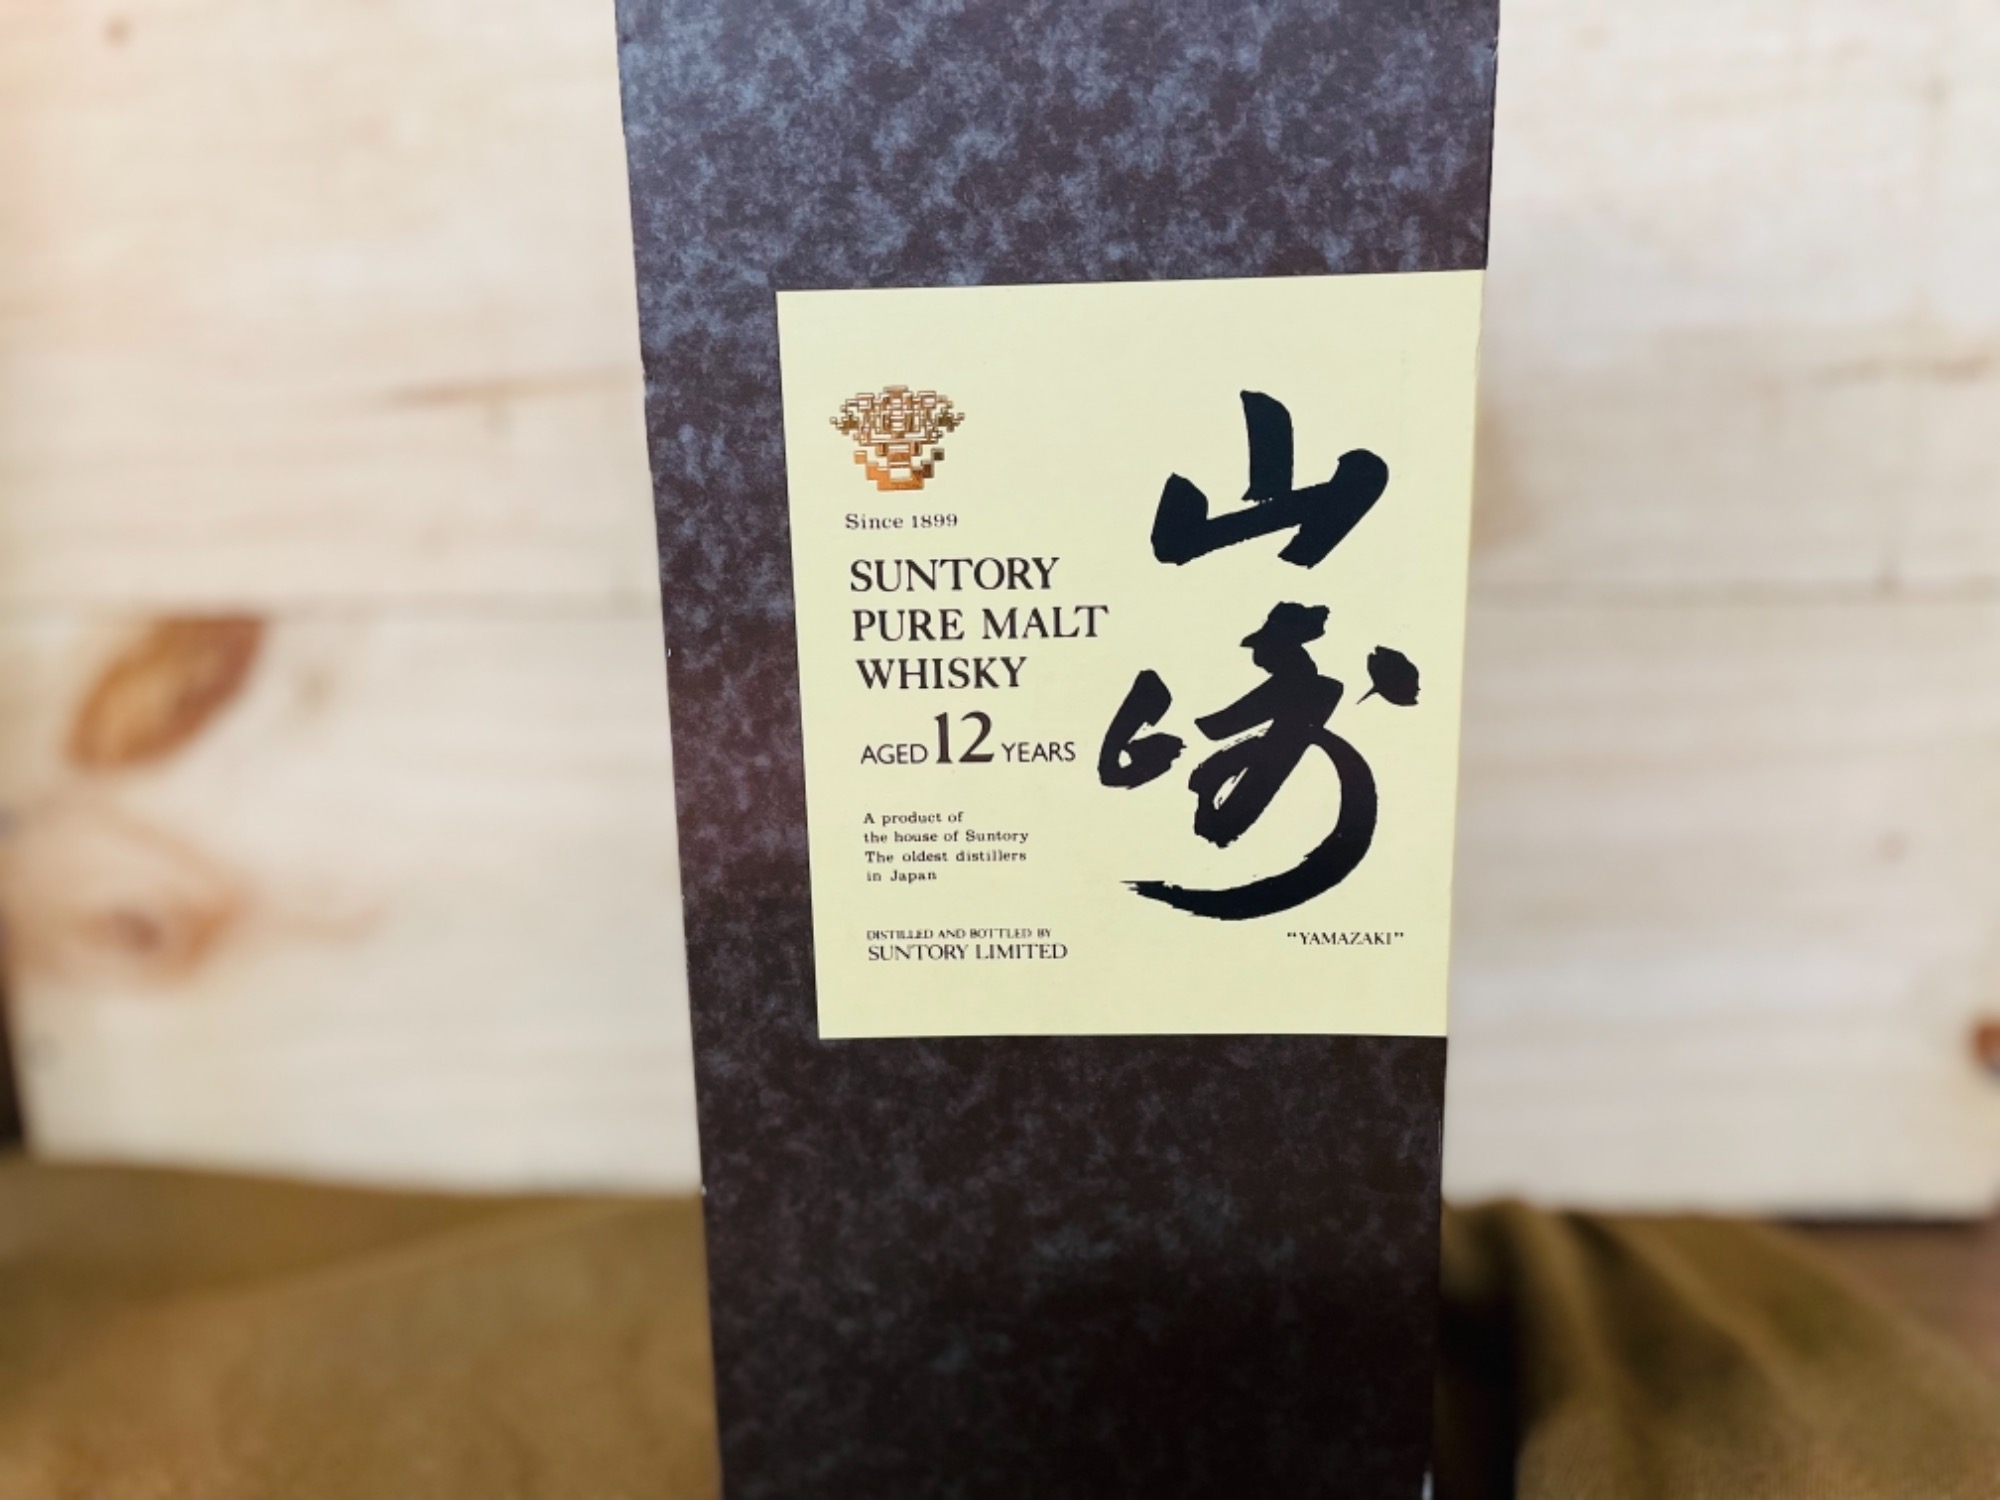 Since 1899
SUNTORY
PURE MALT
WHISKY
AGED 12 YEARS
A product of
the house of Suntory
The oldest distillers
in Japan
DISTILLED AND BOTTLED BY
SUNTORY LIMITED
山崎
"YAMAZAKI"